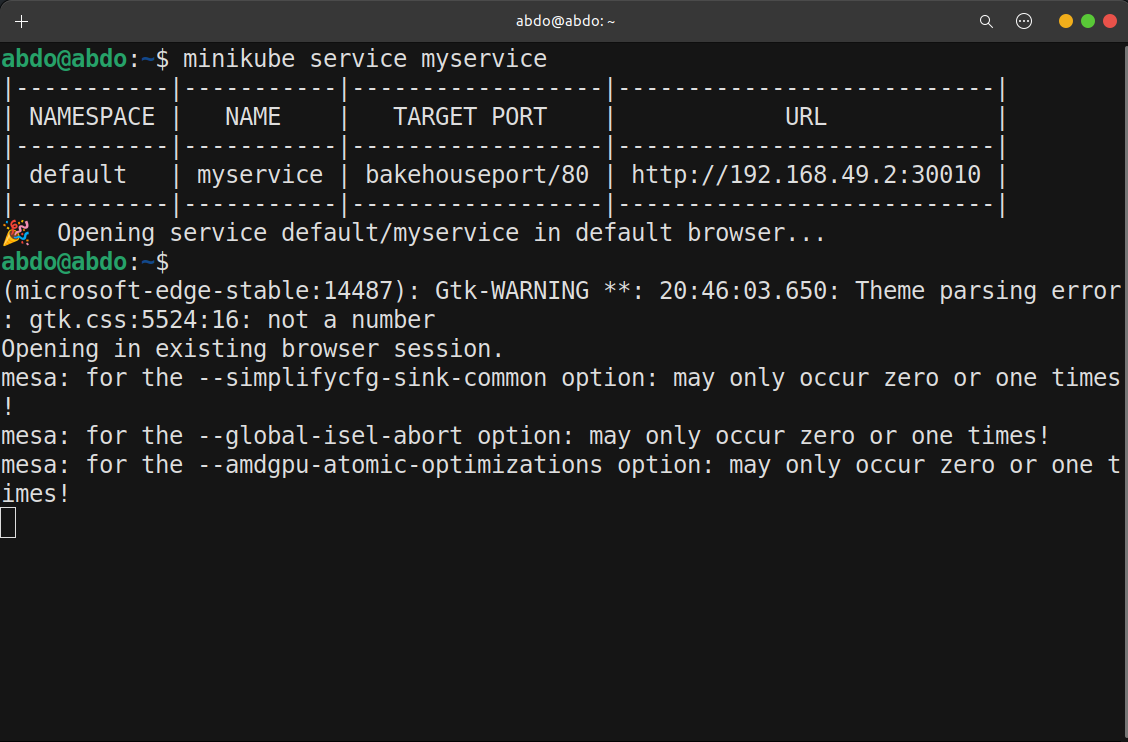 abdo@abdo: ~
abdo@abdo:~$ minikube service myservice
|-----------|-----------|------------------|---------------------------|
| NAMESPACE |   NAME    |   TARGET PORT    |            URL            |
|-----------|-----------|------------------|---------------------------|
| default   | myservice | bakehouseport/80 | http://192.168.49.2:30010 |
|-----------|-----------|------------------|---------------------------|
🎉  Opening service default/myservice in default browser...
abdo@abdo:~$
(microsoft-edge-stable:14487): Gtk-WARNING **: 20:46:03.650: Theme parsing error
: gtk.css:5524:16: not a number
Opening in existing browser session.
mesa: for the --simplifycfg-sink-common option: may only occur zero or one times
!
mesa: for the --global-isel-abort option: may only occur zero or one times!
mesa: for the --amdgpu-atomic-optimizations option: may only occur zero or one t
imes!